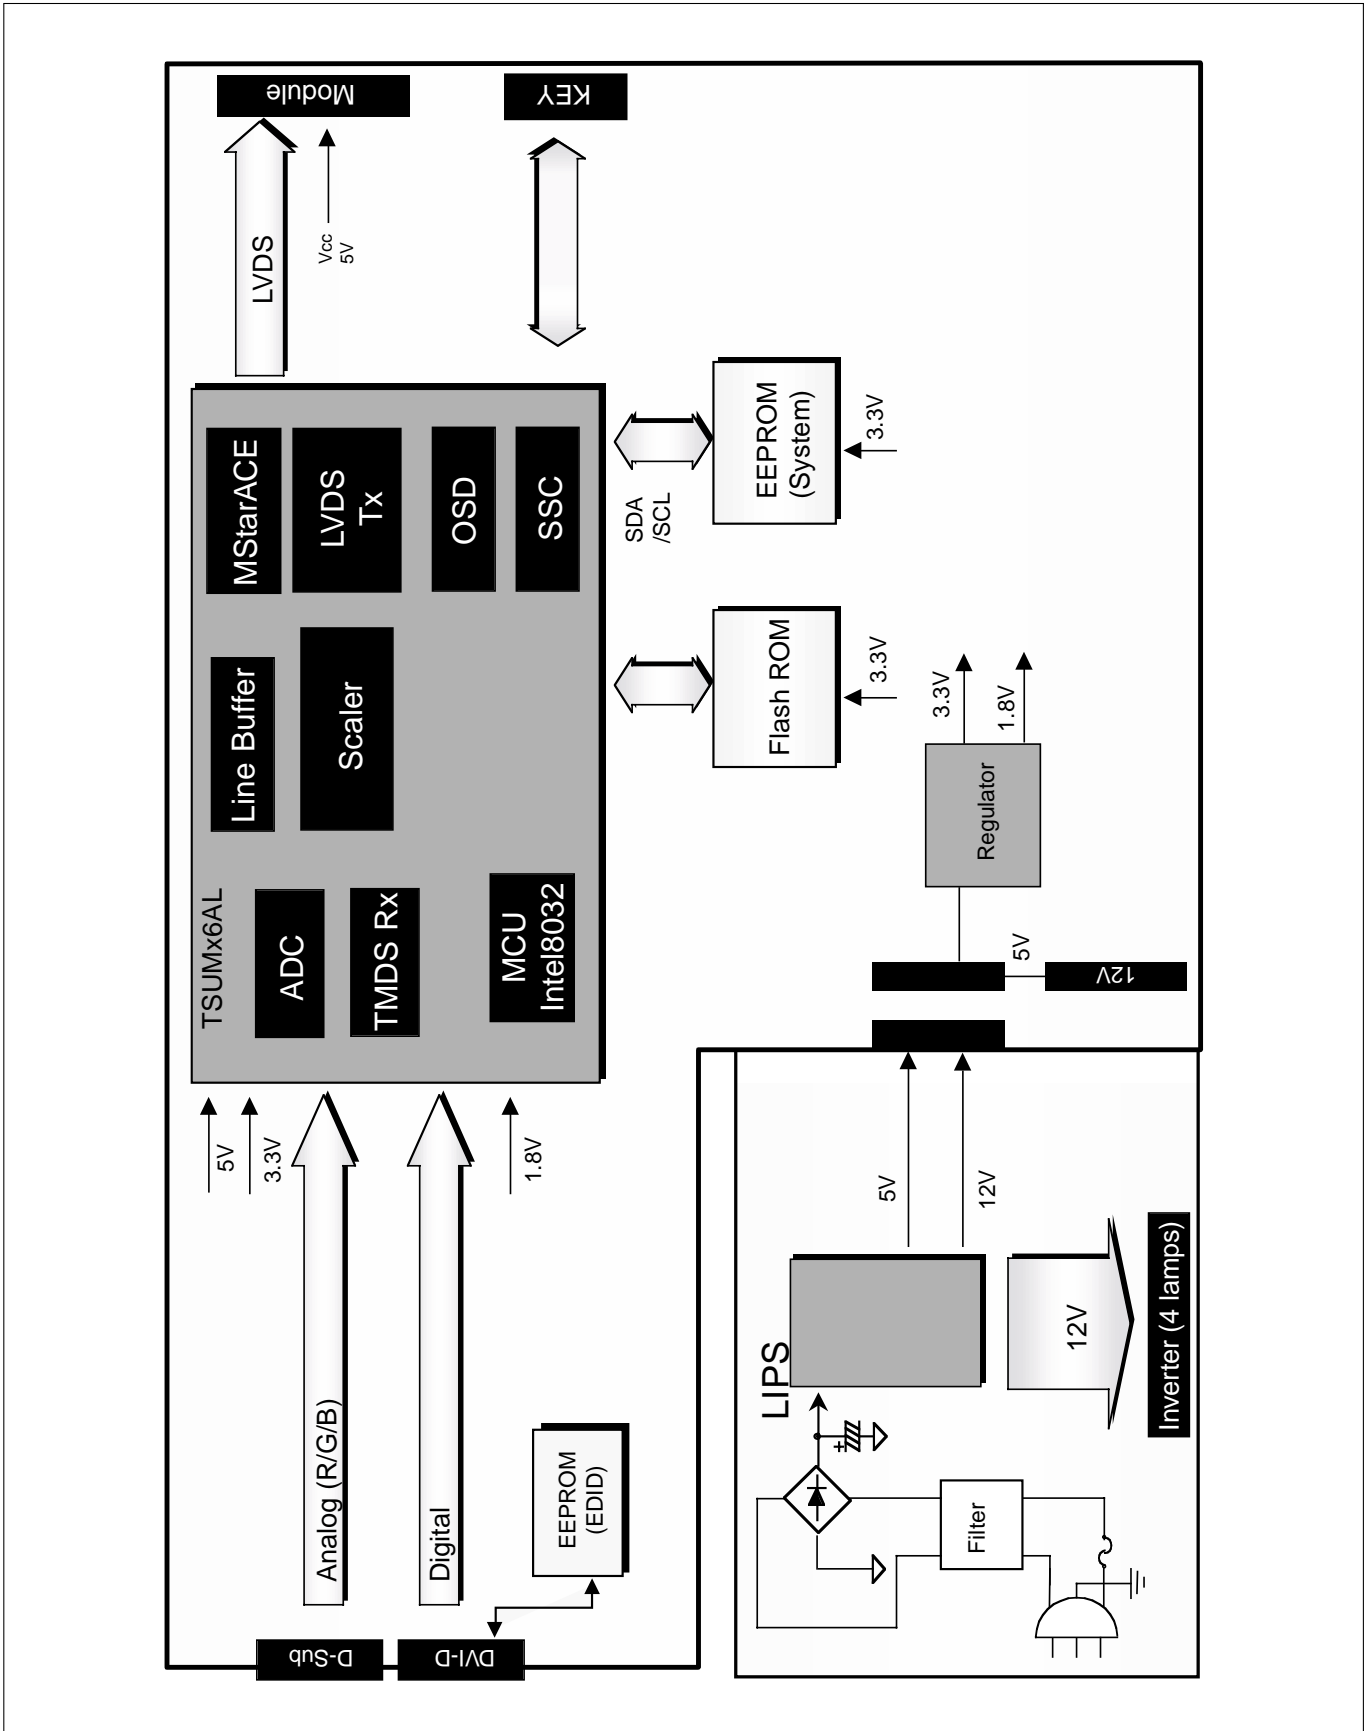 Module
KEY
LVDS
Vcc
5V
TSUMx6AL
MStarACE
LVDS
Tx
OSD
SSC
Line Buffer
Scaler
ADC
TMDS Rx
MCU
Intel8032
SDA
/SCL
EEPROM
(System)
3.3V
Flash ROM
3.3V
5V
3.3V
1.8V
Analog (R/G/B)
Digital
D-Sub
DVI-D
EEPROM
(EDID)
Regulator
3.3V
1.8V
5V
12V
5V
12V
LIPS
12V
Inverter (4 lamps)
+
Filter